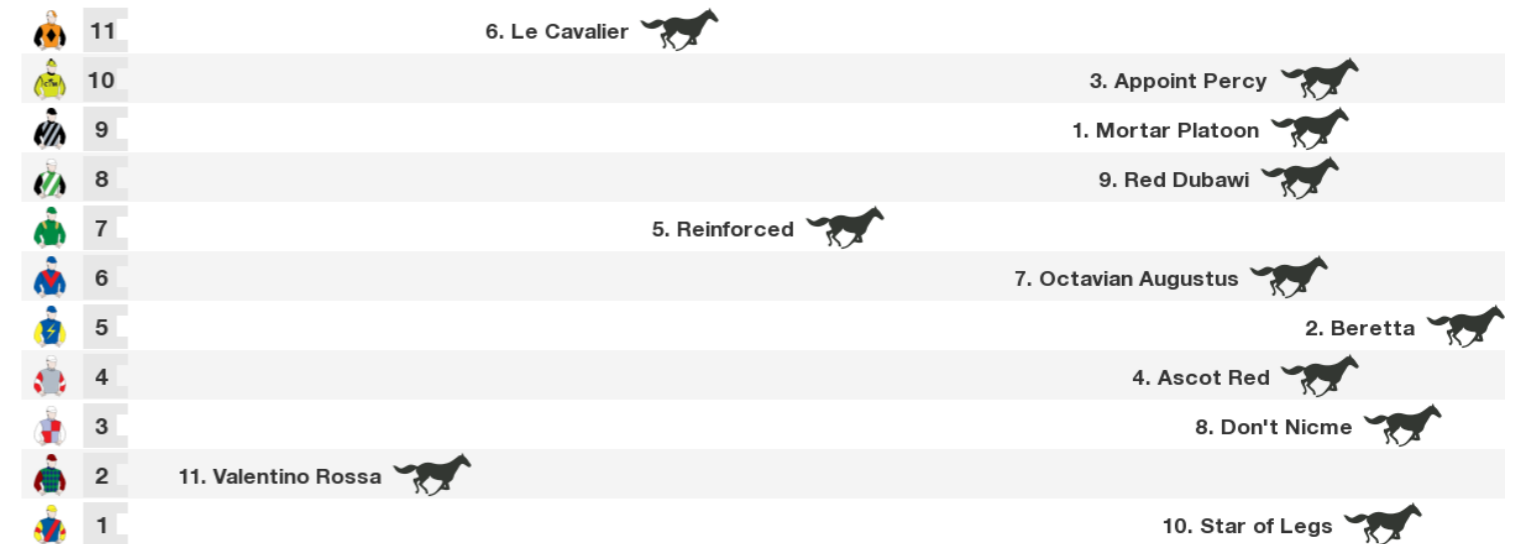 11 6. Le Cavalier
10 3. Appoint Percy
9 1. Mortar Platoon
8 9. Red Dubawi
7 5. Reinforced
6 7. Octavian Augustus
5 2. Beretta
4 4. Ascot Red
3 8. Don't Nicme
2 11. Valentino Rossa
1 10. Star of Legs